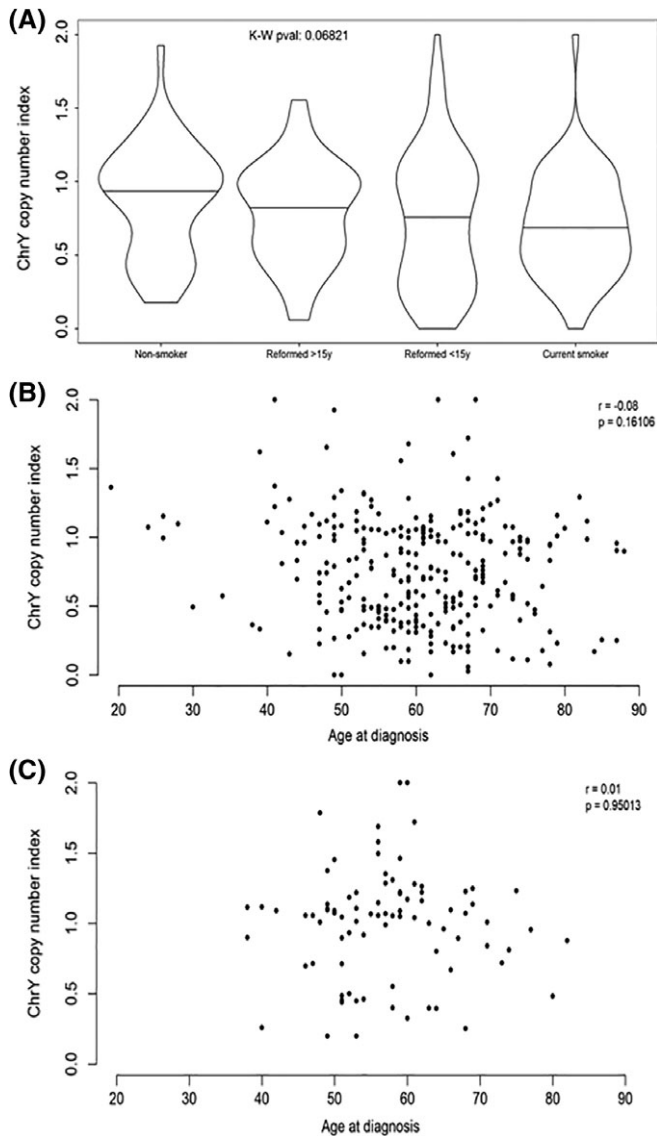 (A)
K-W pval: 0.06821
ChrY copy number index
2.0
1.5
1.0
0.5
0.0
Non-smoker
Reformed >15y
Reformed <15y
Current smoker
(B)
r = -0.08
p = 0.16106
ChrY copy number index
2.0
1.5
1.0
0.5
0.0
20 30 40 50 60 70 80 90
Age at diagnosis
(C)
r = 0.01
p = 0.95013
ChrY copy number index
2.0
1.5
1.0
0.5
0.0
20 30 40 50 60 70 80 90
Age at diagnosis